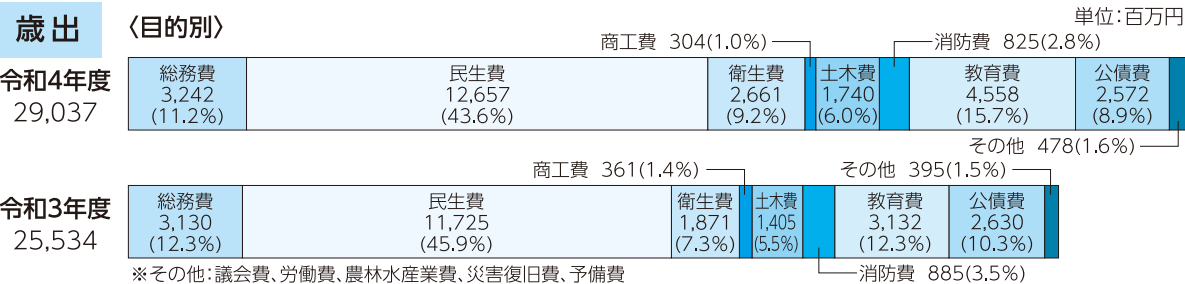 歳出 〈目的別〉
単位：百万円
商工費 304(1.0%)
消防費 825(2.8%)
令和4年度
29,037
総務費
3,242
(11.2%)
民生費
12,657
(43.6%)
衛生費
2,661
(9.2%)
土木費
1,740
(6.0%)
教育費
4,558
(15.7%)
公債費
2,572
(8.9%)
その他 478(1.6%)
商工費 361(1.4%)
その他 395(1.5%)
令和3年度
25,534
総務費
3,130
(12.3%)
民生費
11,725
(45.9%)
衛生費
1,871
(7.3%)
土木費
1,405
(5.5%)
教育費
3,132
(12.3%)
公債費
2,630
(10.3%)
※その他：議会費、労働費、農林水産業費、災害復旧費、予備費
消防費 885(3.5%)